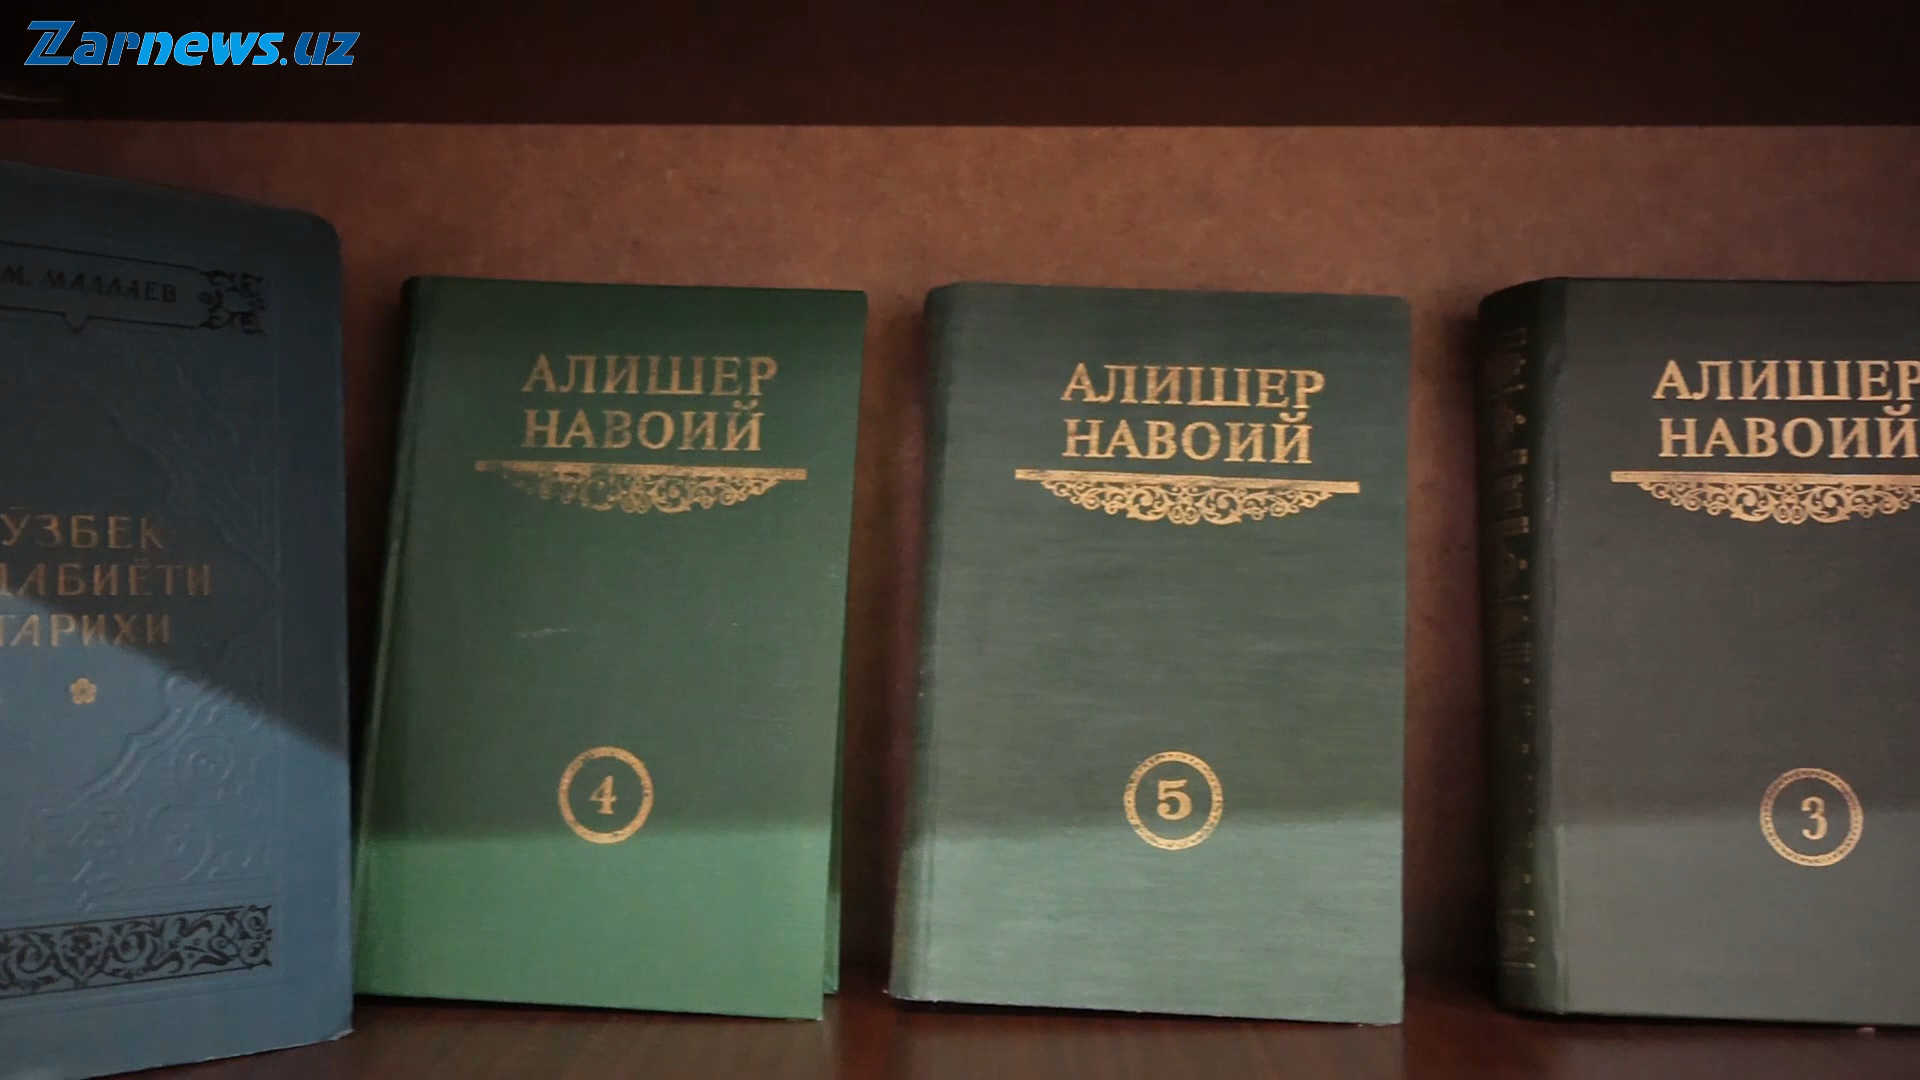 Zarnews.uz
М. МАЛЛАЕВ
ЎЗБЕК
АДАБИЁТИ
ТАРИХИ
АЛИШЕР
НАВОИЙ
4
АЛИШЕР
НАВОИЙ
5
АЛИШЕР
НАВОИЙ
3